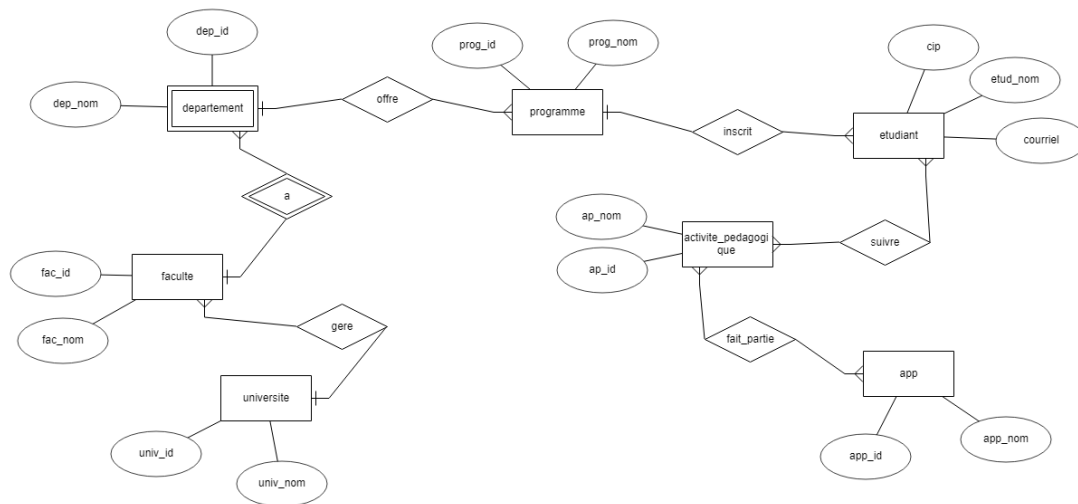 dep_id
prog_id
prog_nom
cip
etud_nom
dep_nom
departement
offre
programme
inscrit
etudiant
courriel
a
ap_nom
activite_pedagogi
que
suivre
fac_id
faculte
ap_id
fac_nom
gere
fait_partie
universite
app
univ_id
univ_nom
app_id
app_nom